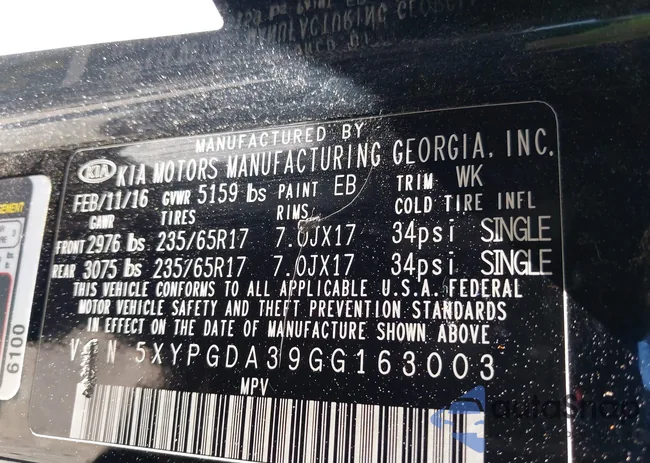 MANUFACTURED BY
KIA KIA MOTORS MANUFACTURING GEORGIA, INC.
FEB/11/16 GVWR 5159 lbs PAINT EB TRIM WK
GAWR TIRES RIMS COLD TIRE INFL
FRONT 2976 lbs 235/65R17 7.0JX17 34psi SINGLE
REAR 3075 lbs 235/65R17 7.0JX17 34psi SINGLE
THIS VEHICLE CONFORMS TO ALL APPLICABLE U.S.A. FEDERAL
MOTOR VEHICLE SAFETY AND THEFT PREVENTION STANDARDS
IN EFFECT ON THE DATE OF MANUFACTURE SHOWN ABOVE.
V I N 5XYPGDA39GG163003
MPV
6100
autoShop